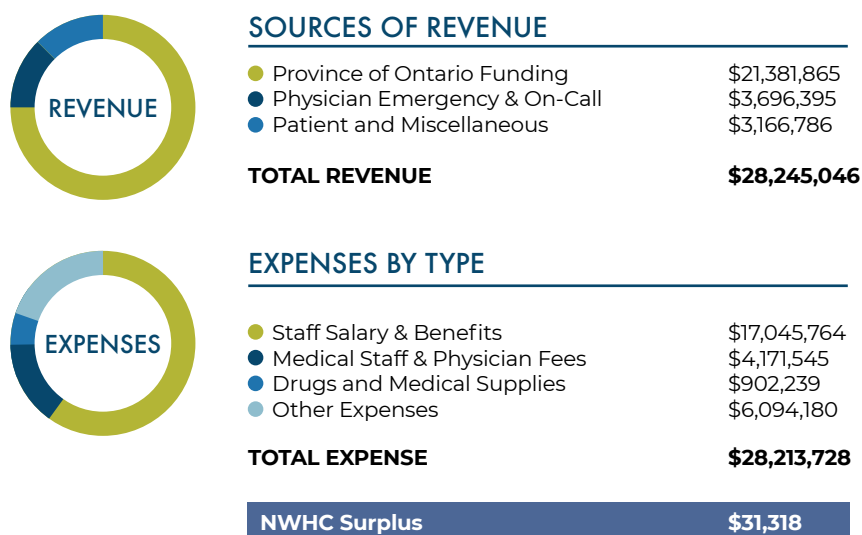 REVENUE
SOURCES OF REVENUE
Province of Ontario Funding $21,381,865
Physician Emergency & On-Call $3,696,395
Patient and Miscellaneous $3,166,786
TOTAL REVENUE $28,245,046
EXPENSES
EXPENSES BY TYPE
Staff Salary & Benefits $17,045,764
Medical Staff & Physician Fees $4,171,545
Drugs and Medical Supplies $902,239
Other Expenses $6,094,180
TOTAL EXPENSE $28,213,728
NWHC Surplus $31,318